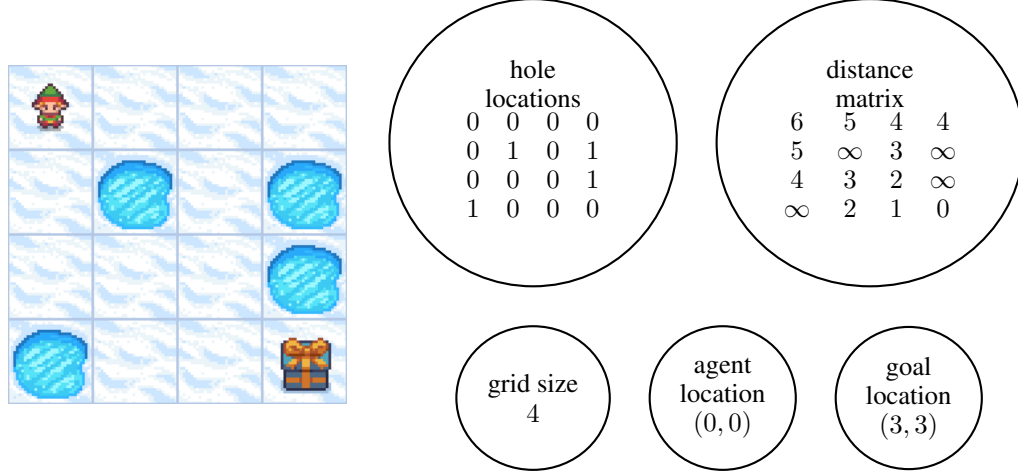 hole
locations
0 0 0 0
0 1 0 1
0 0 0 1
1 0 0 0
distance
matrix
6 5 4 4
5 ∞ 3 ∞
4 3 2 ∞
∞ 2 1 0
grid size
4
agent
location
(0, 0)
goal
location
(3, 3)